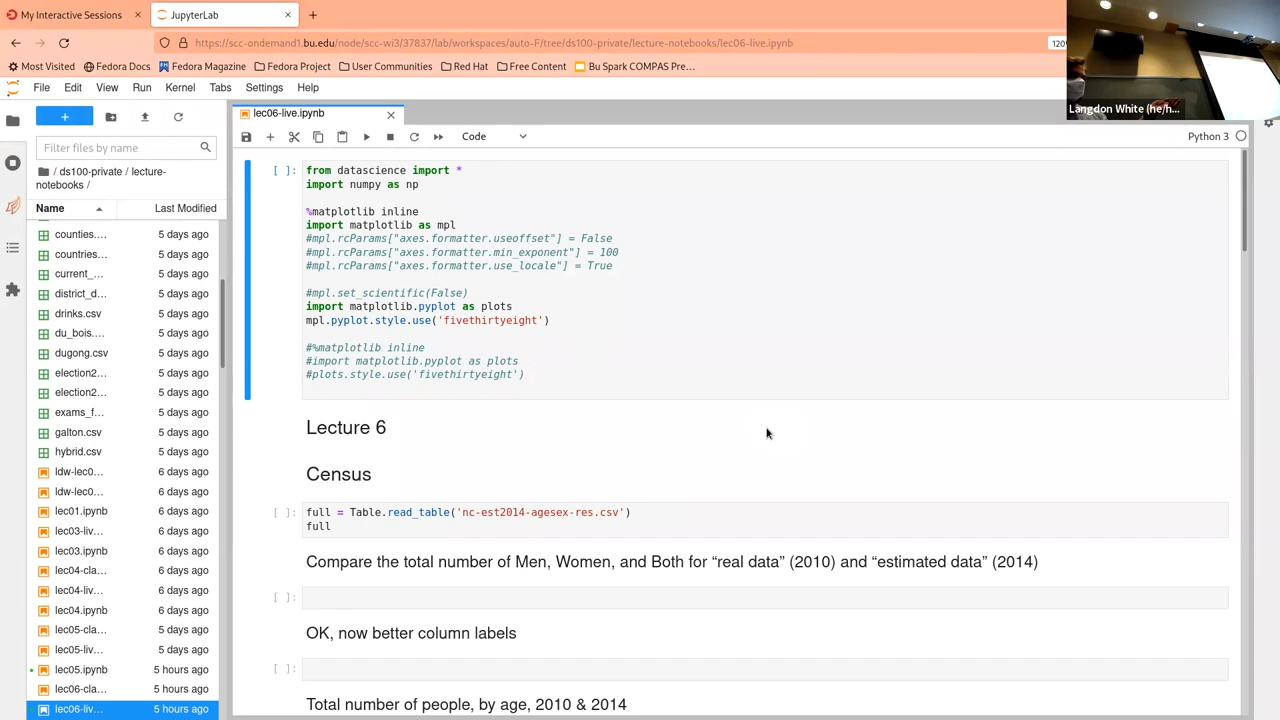 My Interactive Sessions
JupyterLab
https://scc-ondemand1.bu.edu/node/scc-wi3/37837/lab/workspaces/auto-F/tree/ds100-private/lecture-notebooks/lec06-live.ipynb
Most Visited Fedora Docs Fedora Magazine Fedora Project User Communities Red Hat Free Content Bu Spark COMPAS Pre…
Langdon White (he/h...
File Edit View Run Kernel Tabs Settings Help
lec06-live.ipynb
Code
Python 3
Filter files by name
/ ds100-private / lecture-
notebooks /
Name Last Modified
counties.... 5 days ago
countries... 5 days ago
current_... 5 days ago
district_d... 5 days ago
drinks.csv 5 days ago
du_bois.... 5 days ago
dugong.csv 5 days ago
election2... 5 days ago
election2... 5 days ago
exams_f... 5 days ago
galton.csv 5 days ago
hybrid.csv 5 days ago
ldw-lec0... 6 days ago
ldw-lec0... 6 days ago
lec01.ipynb 6 days ago
lec03-liv... 6 days ago
lec03.ipynb 6 days ago
lec04-cla... 6 days ago
lec04-liv... 6 days ago
lec04.ipynb 6 days ago
lec05-cla... 5 days ago
lec05-liv... 5 days ago
lec05.ipynb 5 hours ago
lec06-cla... 5 hours ago
lec06-liv... 5 hours ago
[ ]: from datascience import *
import numpy as np
%matplotlib inline
import matplotlib as mpl
#mpl.rcParams["axes.formatter.useoffset"] = False
#mpl.rcParams["axes.formatter.min_exponent"] = 100
#mpl.rcParams["axes.formatter.use_locale"] = True
#mpl.set_scientific(False)
import matplotlib.pyplot as plots
mpl.pyplot.style.use('fivethirtyeight')
#%matplotlib inline
#import matplotlib.pyplot as plots
#plots.style.use('fivethirtyeight')
Lecture 6
Census
[ ]: full = Table.read_table('nc-est2014-agesex-res.csv')
full
Compare the total number of Men, Women, and Both for “real data” (2010) and “estimated data” (2014)
[ ]:
OK, now better column labels
[ ]:
Total number of people, by age, 2010 & 2014